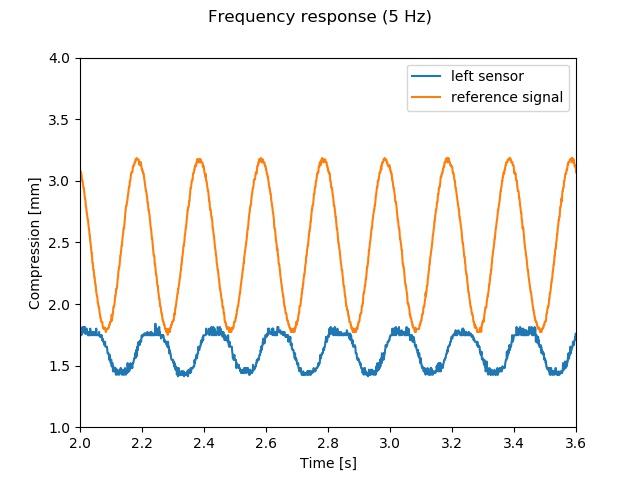 Frequency response (5 Hz)
left sensor
reference signal
4.0
3.5
3.0
2.5
2.0
1.5
1.0
Compression [mm]
2.0 2.2 2.4 2.6 2.8 3.0 3.2 3.4 3.6
Time [s]